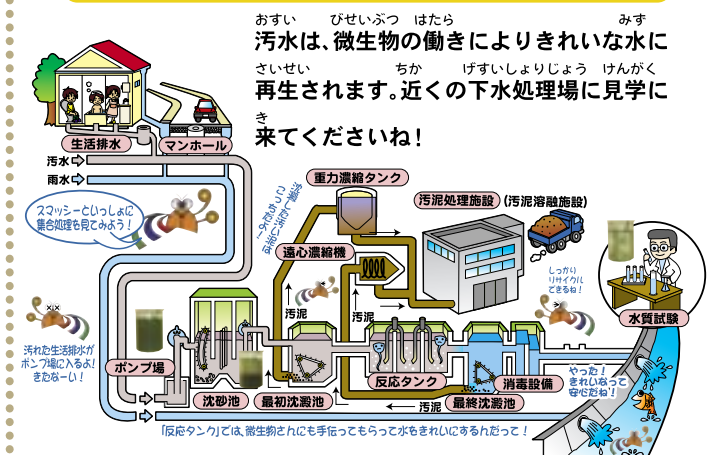 おすい びせいぶつ はたら みず
汚水は、微生物の働きによりきれいな水に
さいせい ちか げすいしょりじょう けんがく
再生されます。近くの下水処理場に見学に
き
来てくださいね！
生活排水
マンホール
汚水
雨水
スマッシーといっしょに
集合処理を見てみよう！
重力濃縮タンク
汚泥処理施設
(汚泥溶融施設)
こっちだよ！
遠心濃縮機
しっかり
リサイクル
できるね！
水質試験
汚泥
汚泥
汚れた生活排水が
ポンプ場に入るよ！
きたなーい！
ポンプ場
沈砂池
最初沈澱池
反応タンク
最終沈澱池
消毒設備
汚泥
やった！
きれいなって
安心だね！
「反応タンク」では、微生物さんにも手伝ってもらって水をきれいにするんだって！